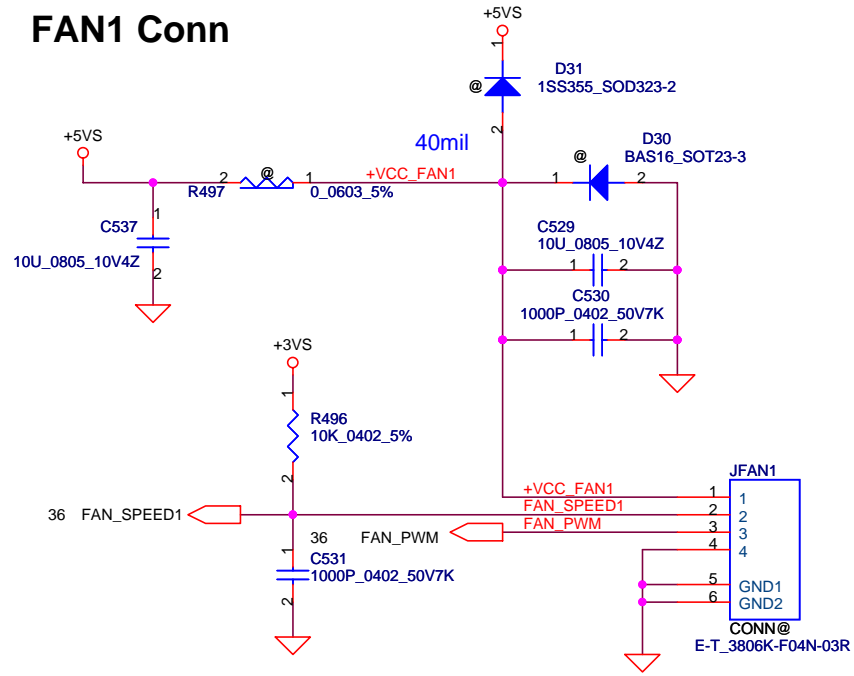 FAN1 Conn
+5VS
1
D31
@
1SS355_SOD323-2
2
40mil
+5VS
D30
@
BAS16_SOT23-3
2
@
1
+VCC_FAN1
1
2
R497
0_0603_5%
C537
1
10U_0805_10V4Z
2
C529
10U_0805_10V4Z
1
2
C530
1000P_0402_50V7K
1
2
+3VS
1
R496
10K_0402_5%
2
JFAN1
+VCC_FAN1
1
1
36 FAN_SPEED1
FAN_SPEED1
2
2
36 FAN_PWM
FAN_PWM
3
3
4
4
1
C531
1000P_0402_50V7K
2
5
GND1
6
GND2
CONN@
E-T_3806K-F04N-03R